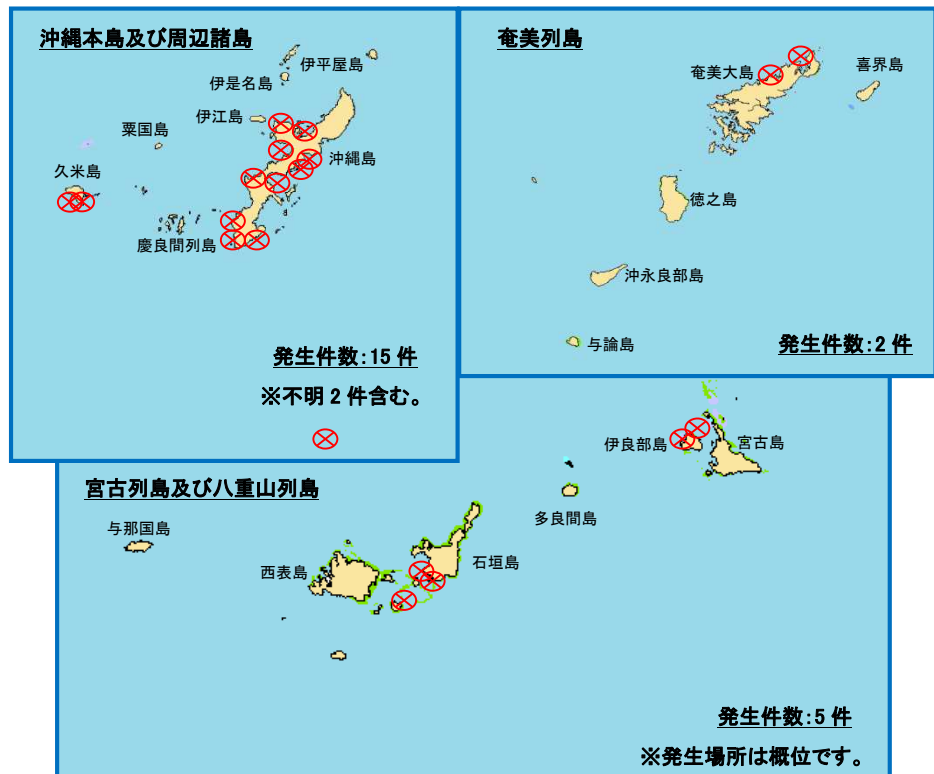 沖縄本島及び周辺諸島
伊平屋島
伊是名島
伊江島
粟国島
沖縄島
久米島
慶良間列島
発生件数:15 件
※不明 2 件含む。
奄美列島
奄美大島
喜界島
徳之島
沖永良部島
与論島
発生件数:2 件
宮古列島及び八重山列島
伊良部島
宮古島
多良間島
与那国島
石垣島
西表島
発生件数:5 件
※発生場所は概位です。